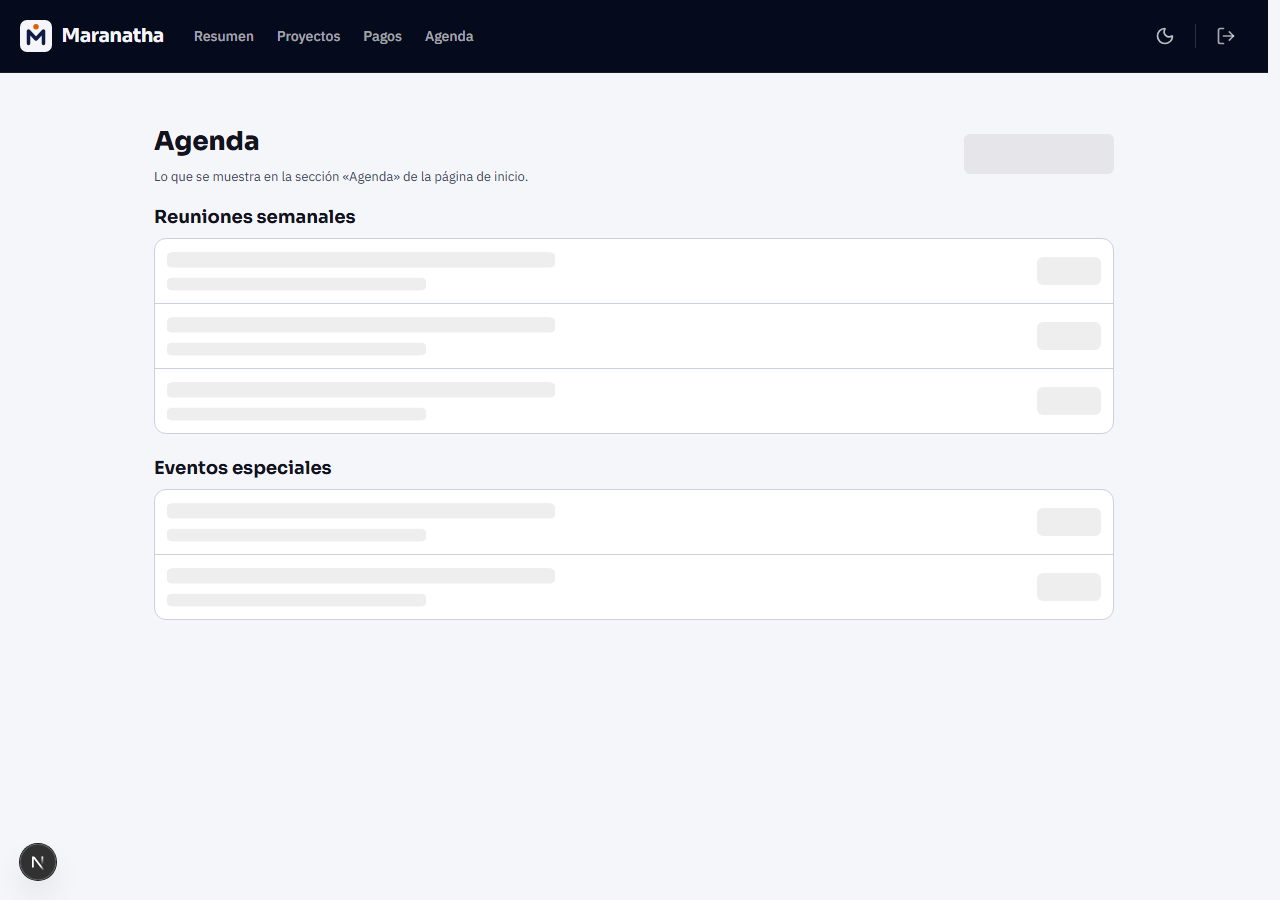 Maranatha
Resumen
Proyectos
Pagos
Agenda
Agenda
Lo que se muestra en la sección «Agenda» de la página de inicio.
Reuniones semanales
Eventos especiales